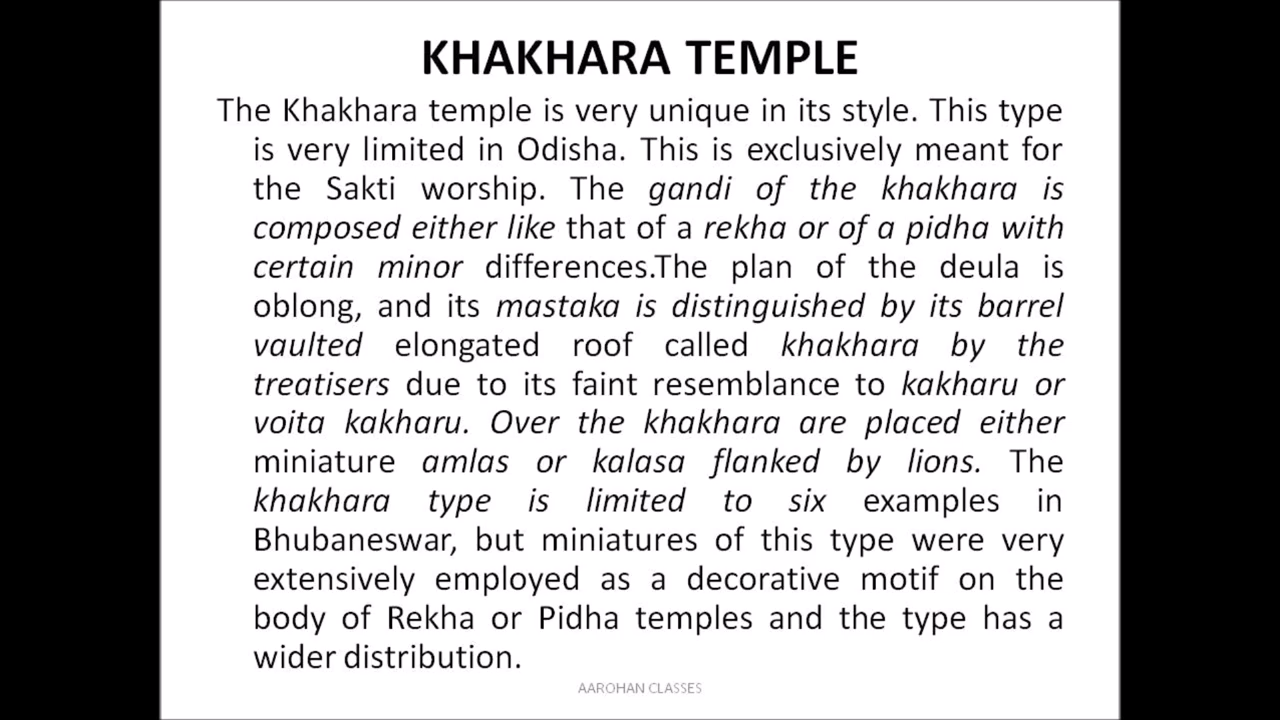 KHAKHARA TEMPLE
The Khakhara temple is very unique in its style. This type
is very limited in Odisha. This is exclusively meant for
the Sakti worship. The gandi of the khakhara is
composed either like that of a rekha or of a pidha with
certain minor differences.The plan of the deula is
oblong, and its mastaka is distinguished by its barrel
vaulted elongated roof called khakhara by the
treatisers due to its faint resemblance to kakharu or
voita kakharu. Over the khakhara are placed either
miniature amlas or kalasa flanked by lions. The
khakhara type is limited to six examples in
Bhubaneswar, but miniatures of this type were very
extensively employed as a decorative motif on the
body of Rekha or Pidha temples and the type has a
wider distribution.
AAROHAN CLASSES